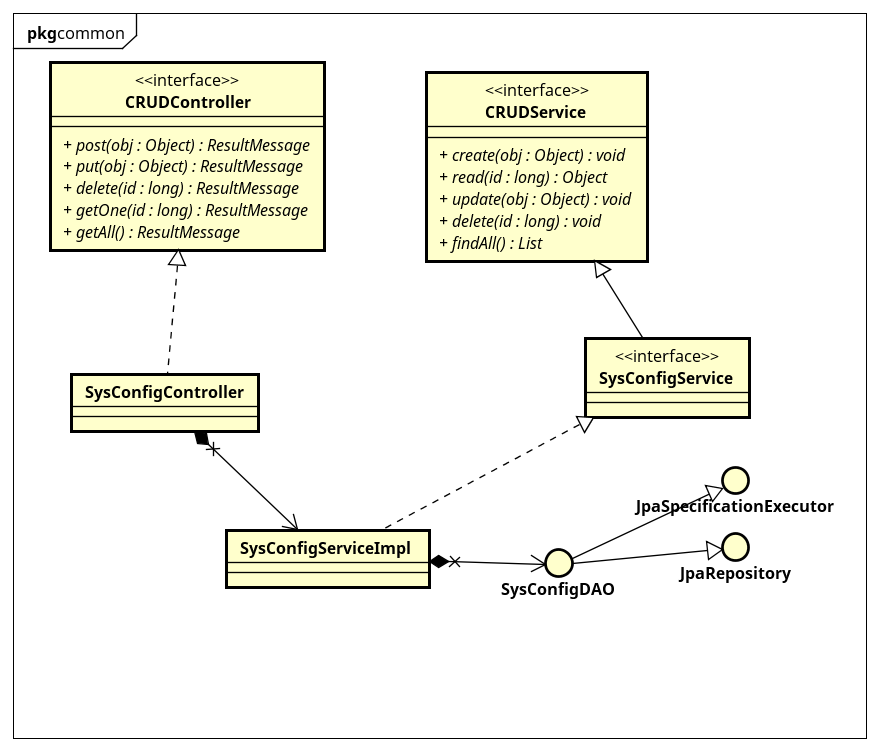 pkgcommon
<<interface>>
CRUDController
+ post(obj : Object) : ResultMessage
+ put(obj : Object) : ResultMessage
+ delete(id : long) : ResultMessage
+ getOne(id : long) : ResultMessage
+ getAll() : ResultMessage
<<interface>>
CRUDService
+ create(obj : Object) : void
+ read(id : long) : Object
+ update(obj : Object) : void
+ delete(id : long) : void
+ findAll() : List
<<interface>>
SysConfigService
SysConfigController
SysConfigServiceImpl
JpaSpecificationExecutor
JpaRepository
SysConfigDAO